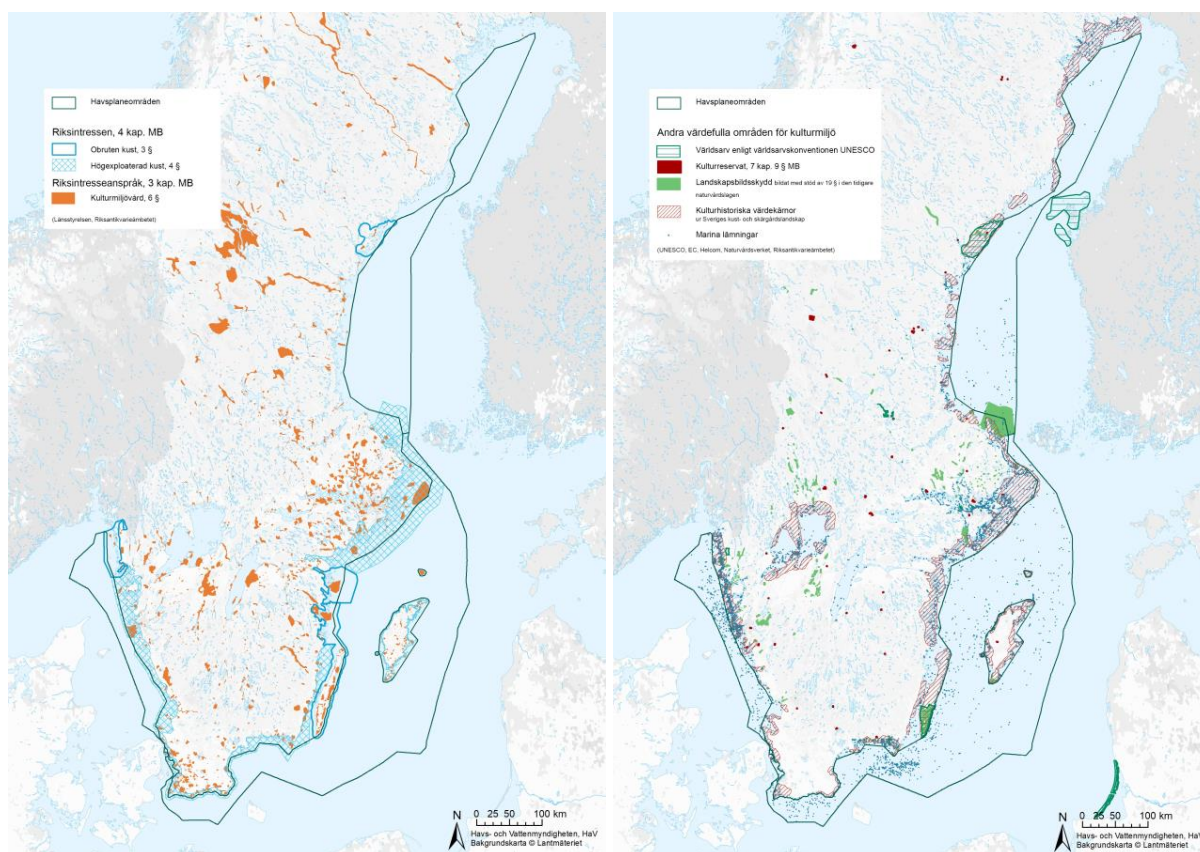 Havsplaneområden
Riksintressen, 4 kap. MB
Obruten kust, 3 §
Högexploaterad kust, 4 §
Riksintresseanspråk, 3 kap. MB
Kulturmiljövård, 6 §
(Länsstyrelsen, Riksantikvarieämbetet)
N
0 25 50 100 km
Havs- och Vattenmyndigheten, HaV
Bakgrundskarta © Lantmäteriet
Havsplaneområden
Andra värdefulla områden för kulturmiljö
Världsarv enligt världsarvskonventionen UNESCO
Kulturreservat, 7 kap. 9 § MB
Landskapsbildsskydd bildat med stöd av 19 § i den tidigare
naturvårdslagen
Kulturhistoriska värdekärnor
ur Sveriges kust- och skärgårdslandskap
Marina lämningar
(UNESCO, EC, Helcom, Naturvårdsverket, Riksantikvarieämbetet)
N
0 25 50 100 km
Havs- och Vattenmyndigheten, HaV
Bakgrundskarta © Lantmäteriet